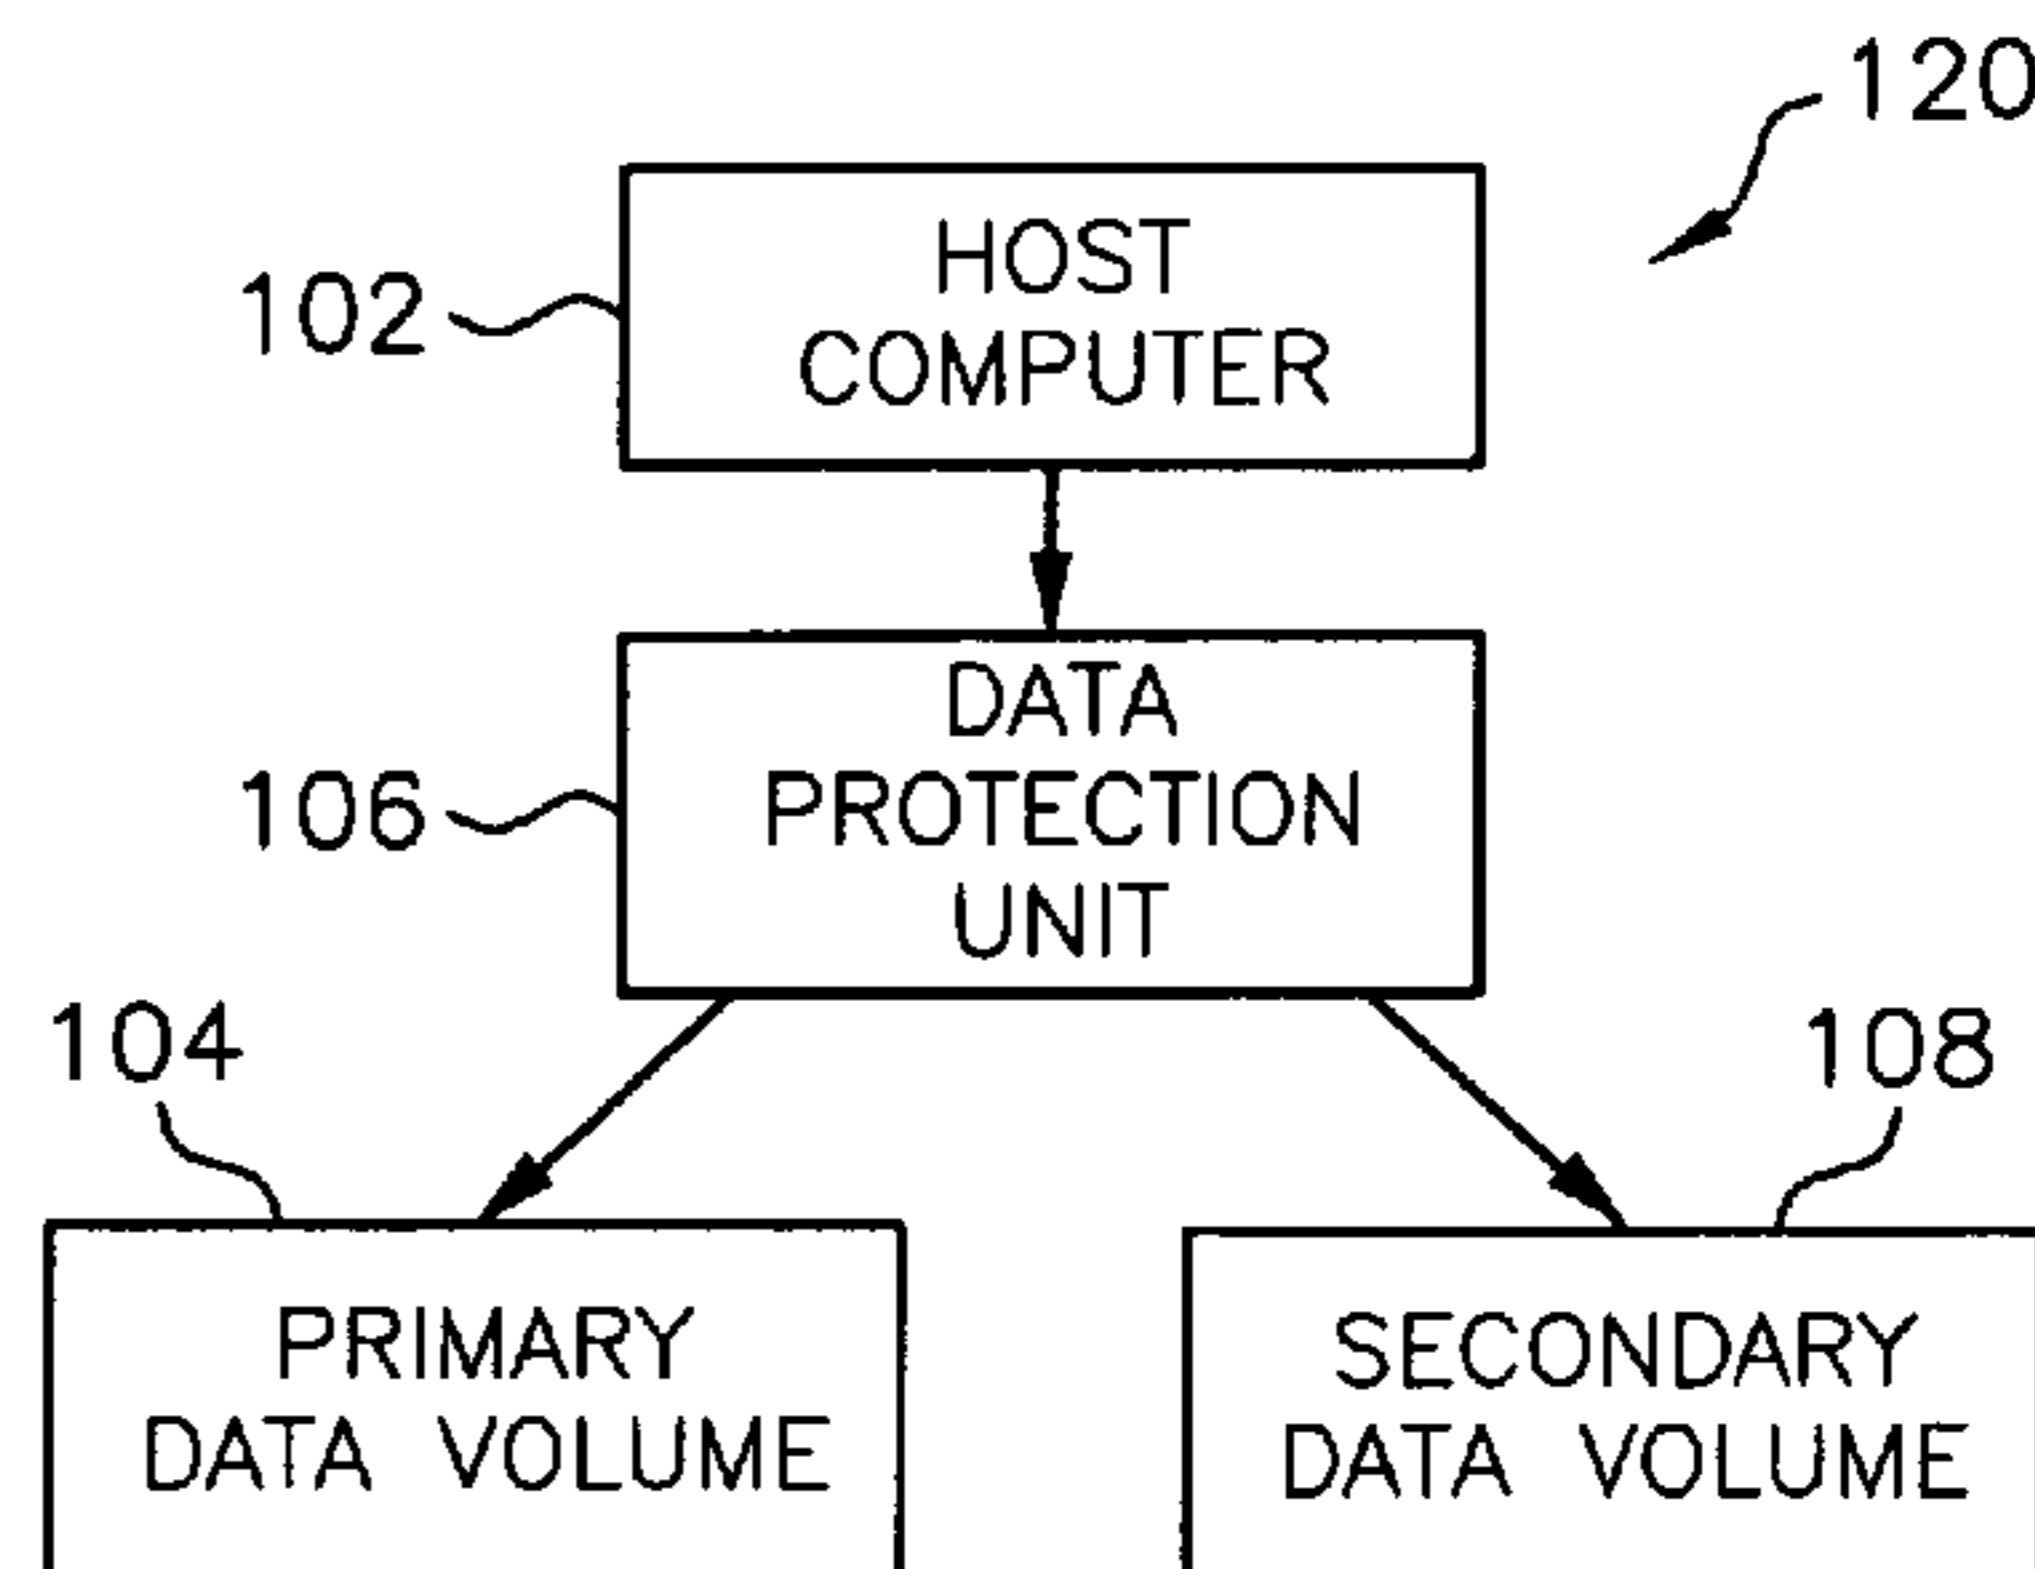 120
HOST
COMPUTER
102
DATA
PROTECTION
UNIT
106
104
108
PRIMARY
DATA VOLUME
SECONDARY
DATA VOLUME